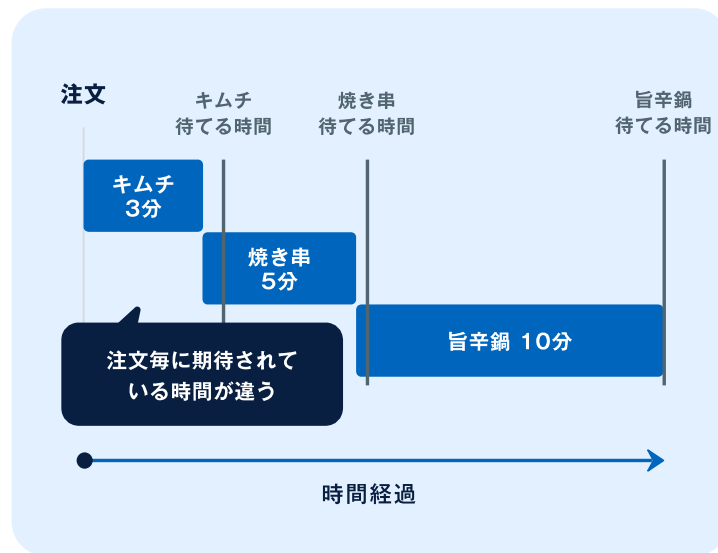 注文
キムチ
待てる時間
焼き串
待てる時間
旨辛鍋
待てる時間
キムチ
3分
焼き串
5分
旨辛鍋 10分
注文毎に期待されて
いる時間が違う
時間経過